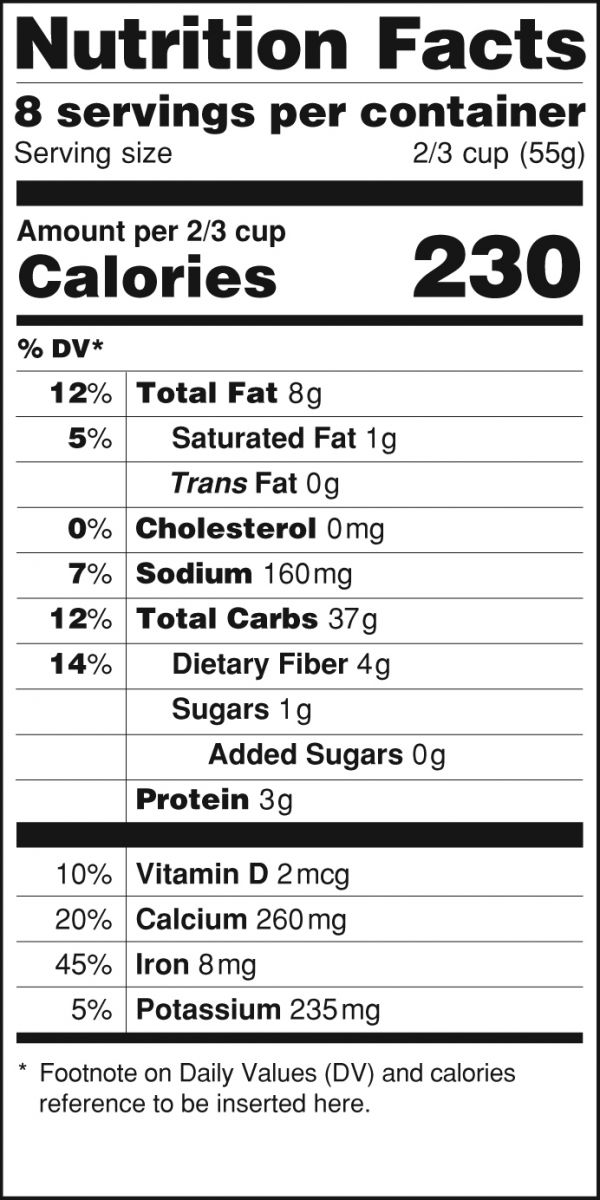 Nutrition Facts
8 servings per container
Serving size 2/3 cup (55g)
Amount per 2/3 cup
Calories 230
% DV*
12% Total Fat 8g
5% Saturated Fat 1g
Trans Fat 0g
0% Cholesterol 0mg
7% Sodium 160mg
12% Total Carbs 37g
14% Dietary Fiber 4g
Sugars 1g
Added Sugars 0g
Protein 3g
10% Vitamin D 2mcg
20% Calcium 260mg
45% Iron 8mg
5% Potassium 235mg
* Footnote on Daily Values (DV) and calories
reference to be inserted here.